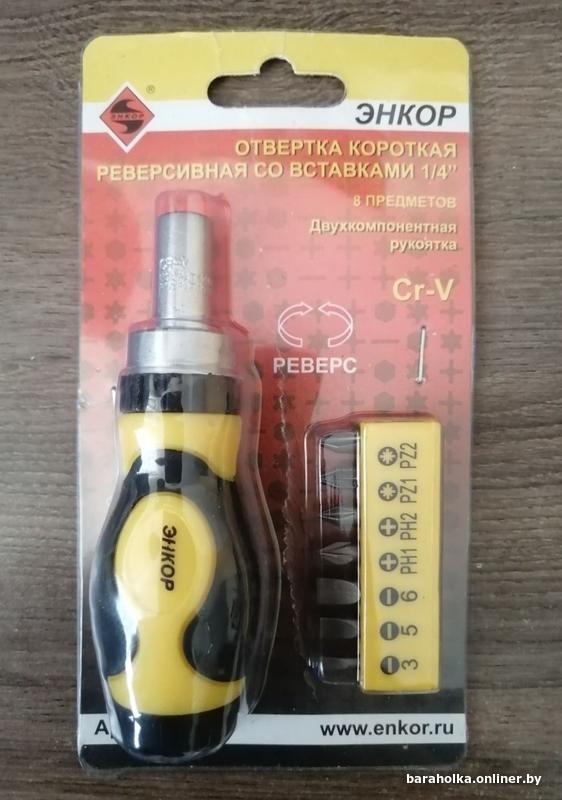 ЭНКОР
®
ЭНКОР
ОТВЕРТКА КОРОТКАЯ
РЕВЕРСИВНАЯ СО ВСТАВКАМИ 1/4”
8 ПРЕДМЕТОВ
Двухкомпонентная
рукоятка
Cr-V
РЕВЕРС
ЭНКОР
PZ2
PZ1
PH2
PH1
6
5
3
www.enkor.ru
baraholka.onliner.by